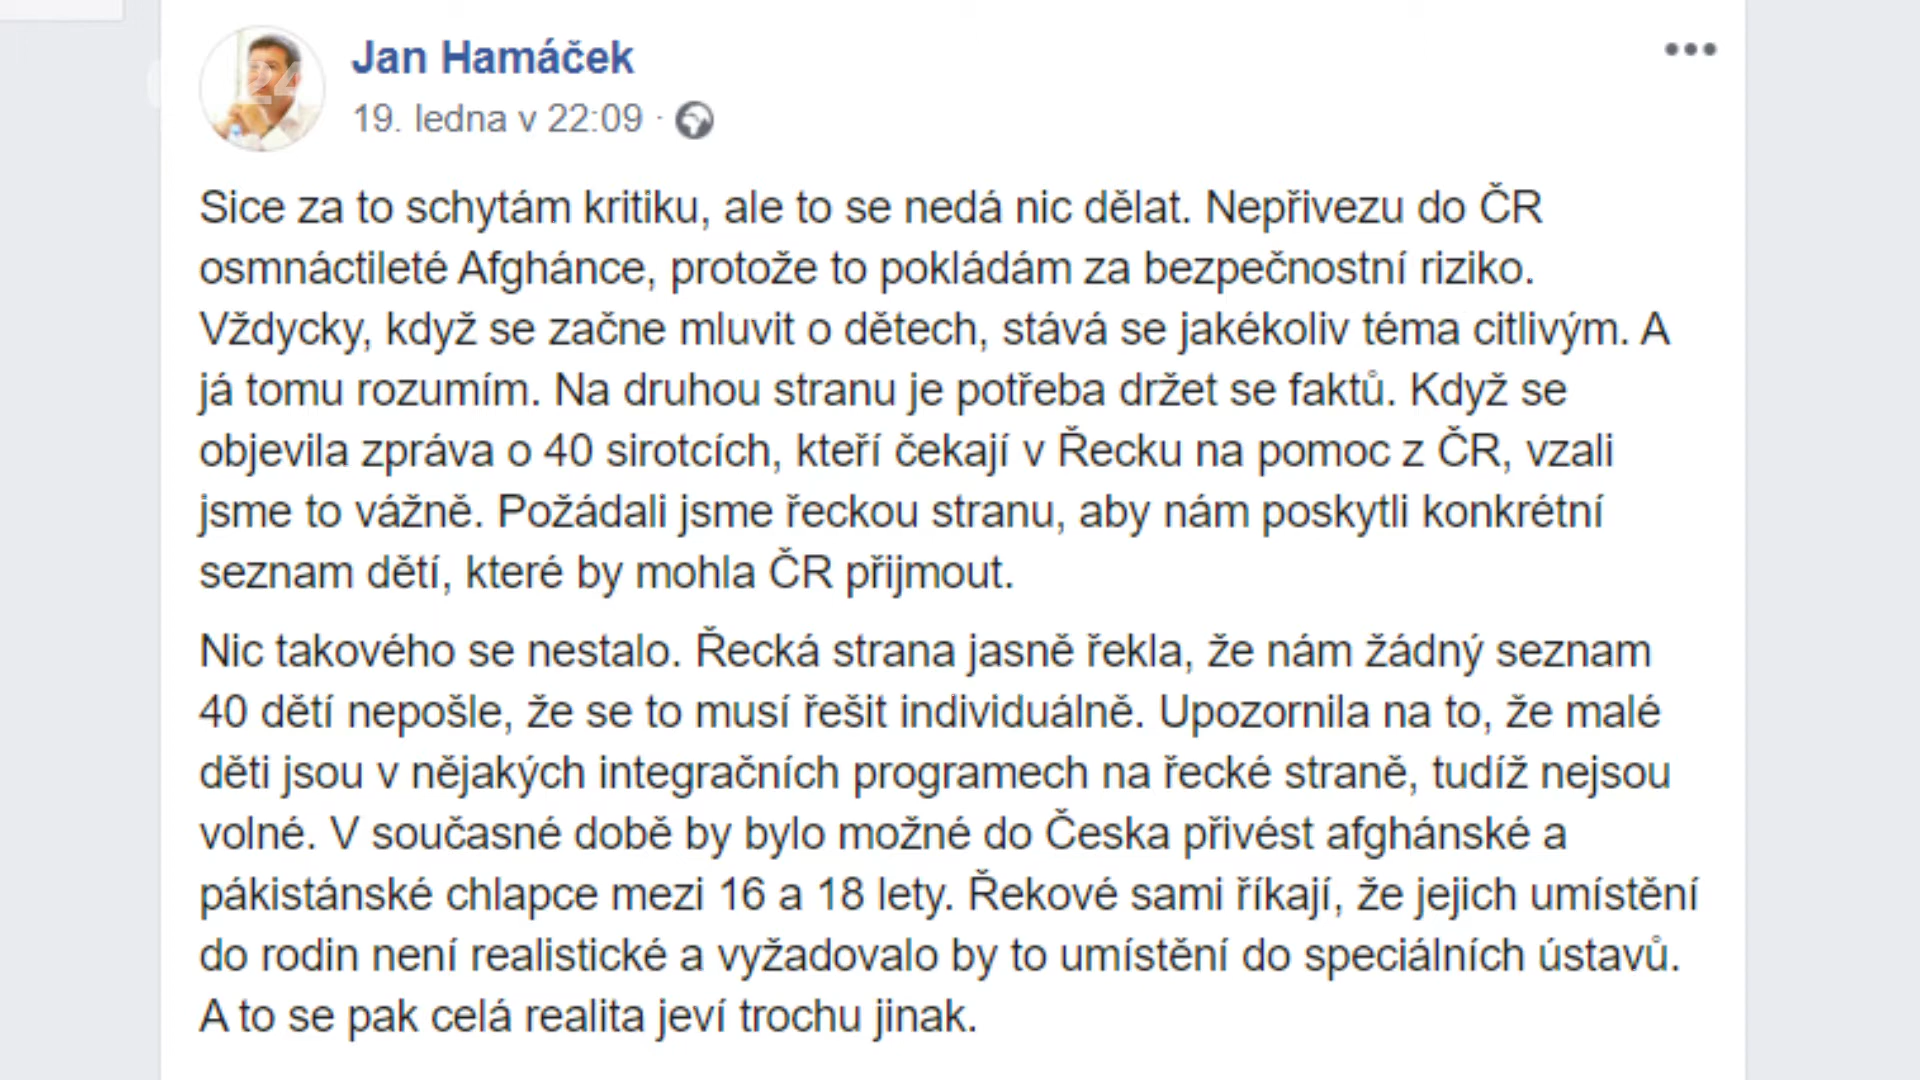 Jan Hamáček
19. ledna v 22:09 ·
24
Sice za to schytám kritiku, ale to se nedá nic dělat. Nepřivezu do ČR
osmnáctileté Afghánce, protože to pokládám za bezpečnostní riziko.
Vždycky, když se začne mluvit o dětech, stává se jakékoliv téma citlivým. A
já tomu rozumím. Na druhou stranu je potřeba držet se faktů. Když se
objevila zpráva o 40 sirotcích, kteří čekají v Řecku na pomoc z ČR, vzali
jsme to vážně. Požádali jsme řeckou stranu, aby nám poskytli konkrétní
seznam dětí, které by mohla ČR přijmout.
Nic takového se nestalo. Řecká strana jasně řekla, že nám žádný seznam
40 dětí nepošle, že se to musí řešit individuálně. Upozornila na to, že malé
děti jsou v nějakých integračních programech na řecké straně, tudíž nejsou
volné. V současné době by bylo možné do Česka přivést afghánské a
pákistánské chlapce mezi 16 a 18 lety. Řekové sami říkají, že jejich umístění
do rodin není realistické a vyžadovalo by to umístění do speciálních ústavů.
A to se pak celá realita jeví trochu jinak.